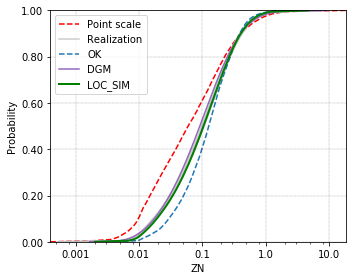 1.00
0.80
0.60
0.40
0.20
0.00
Probability
Point scale
Realization
OK
DGM
LOC_SIM
0.001
0.01
0.1
1.0
10.0
ZN